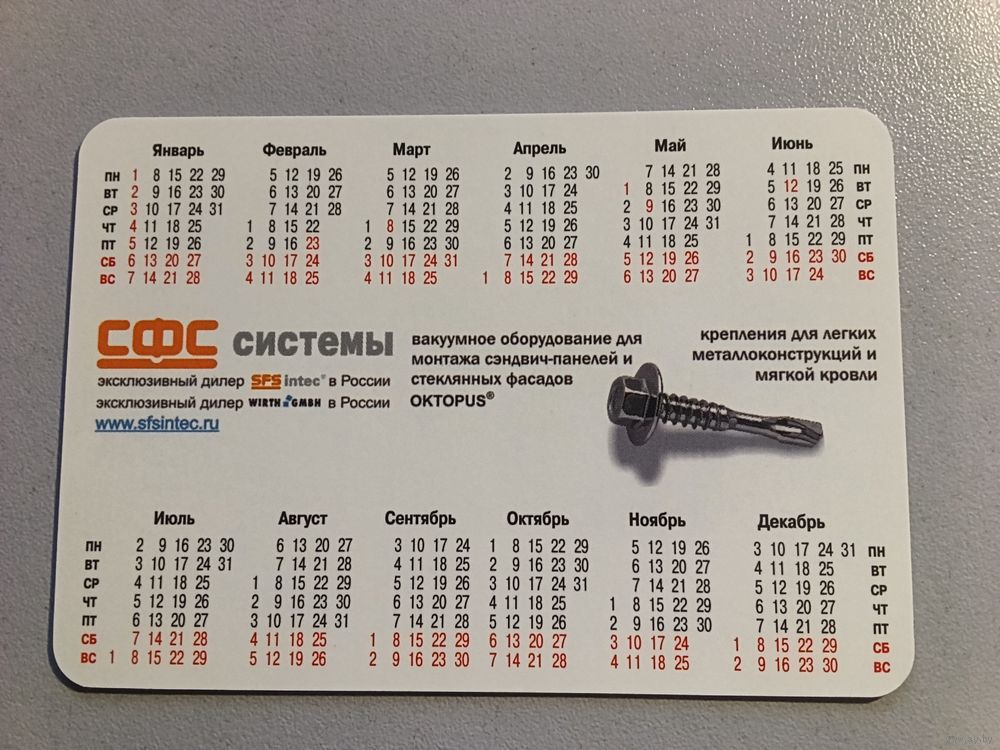 Январь Февраль Март Апрель Май Июнь
ПН 1 8 15 22 29 5 12 19 26 5 12 19 26 2 9 16 23 30 7 14 21 28 4 11 18 25 ПН
ВТ 2 9 16 23 30 6 13 20 27 6 13 20 27 3 10 17 24 1 8 15 22 29 5 12 19 26 ВТ
СР 3 10 17 24 31 7 14 21 28 7 14 21 28 4 11 18 25 2 9 16 23 30 6 13 20 27 СР
ЧТ 4 11 18 25 1 8 15 22 1 8 15 22 29 5 12 19 26 3 10 17 24 31 7 14 21 28 ЧТ
ПТ 5 12 19 26 2 9 16 23 2 9 16 23 30 6 13 20 27 4 11 18 25 1 8 15 22 29 ПТ
СБ 6 13 20 27 3 10 17 24 3 10 17 24 31 7 14 21 28 5 12 19 26 2 9 16 23 30 СБ
ВС 7 14 21 28 4 11 18 25 4 11 18 25 1 8 15 22 29 6 13 20 27 3 10 17 24 ВС
СФС системы
эксклюзивный дилер SFS intec® в России
эксклюзивный дилер WIRTH GMBH в России
www.sfsintec.ru
вакуумное оборудование для
монтажа сэндвич-панелей и
стеклянных фасадов
OKTOPUS®
крепления для легких
металлоконструкций и
мягкой кровли
Июль Август Сентябрь Октябрь Ноябрь Декабрь
ПН 2 9 16 23 30 6 13 20 27 3 10 17 24 1 8 15 22 29 5 12 19 26 3 10 17 24 31 ПН
ВТ 3 10 17 24 31 7 14 21 28 4 11 18 25 2 9 16 23 30 6 13 20 27 4 11 18 25 ВТ
СР 4 11 18 25 1 8 15 22 29 5 12 19 26 3 10 17 24 31 7 14 21 28 5 12 19 26 СР
ЧТ 5 12 19 26 2 9 16 23 30 6 13 20 27 4 11 18 25 1 8 15 22 29 6 13 20 27 ЧТ
ПТ 6 13 20 27 3 10 17 24 31 7 14 21 28 5 12 19 26 2 9 16 23 30 7 14 21 28 ПТ
СБ 7 14 21 28 4 11 18 25 1 8 15 22 29 6 13 20 27 3 10 17 24 1 8 15 22 29 СБ
ВС 1 8 15 22 29 5 12 19 26 2 9 16 23 30 7 14 21 28 4 11 18 25 2 9 16 23 30 ВС